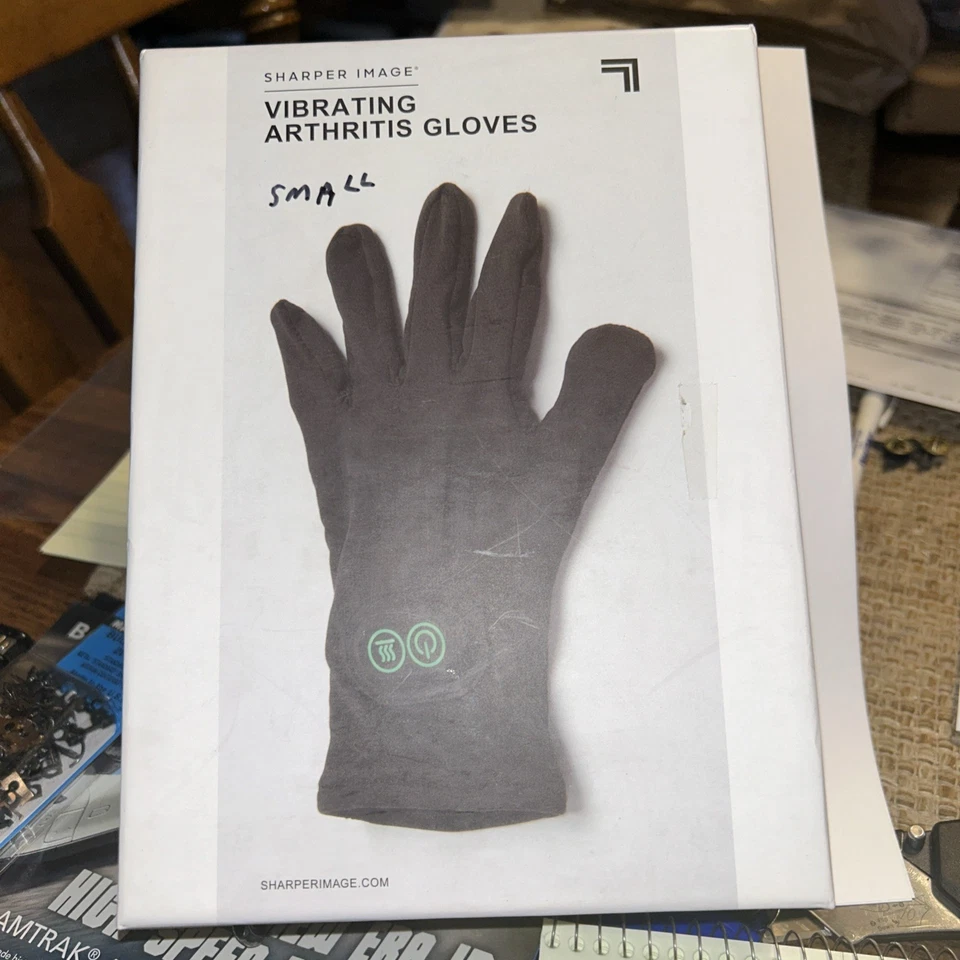 SHARPER IMAGE®
VIBRATING
ARTHRITIS GLOVES
SMALL
SHARPERIMAGE.COM
B
AMTRAK®